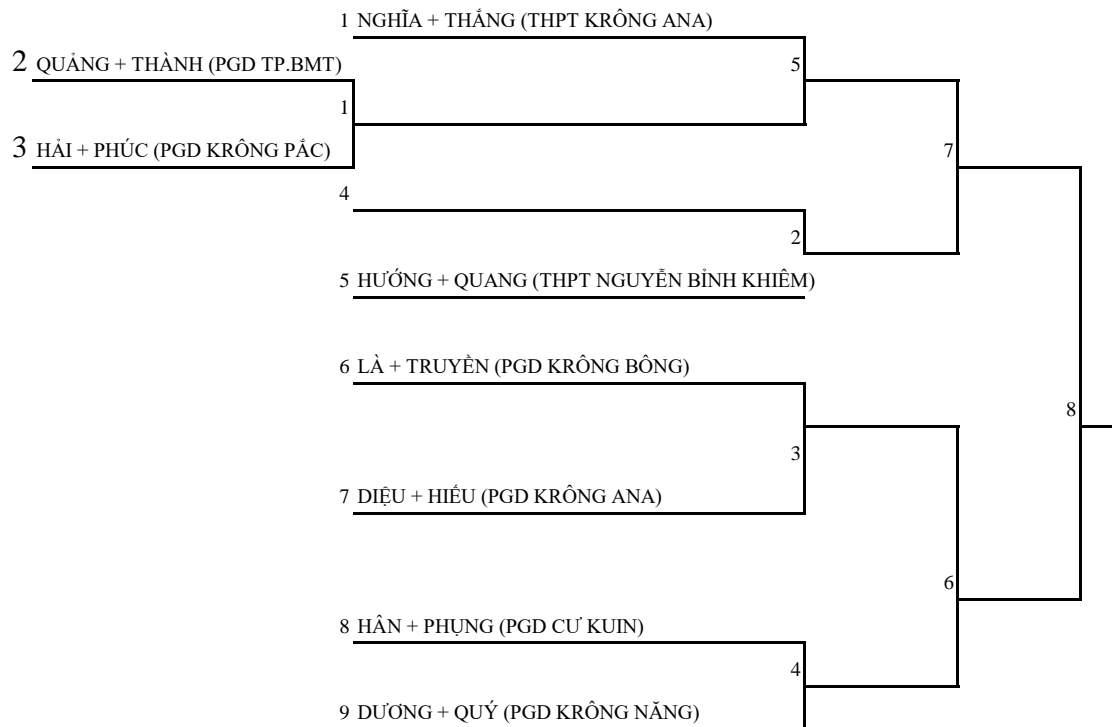 1 NGHĨA + THẮNG (THPT KRÔNG ANA)
2 QUẢNG + THÀNH (PGD TP.BMT)
5
1
3 HẢI + PHÚC (PGD KRÔNG PẮC)
7
4
2
5 HƯỚNG + QUANG (THPT NGUYỄN BỈNH KHIÊM)
6 LÀ + TRUYỀN (PGD KRÔNG BÔNG)
8
3
7 DIỆU + HIẾU (PGD KRÔNG ANA)
6
8 HÂN + PHỤNG (PGD CƯ KUIN)
4
9 DƯƠNG + QUÝ (PGD KRÔNG NĂNG)